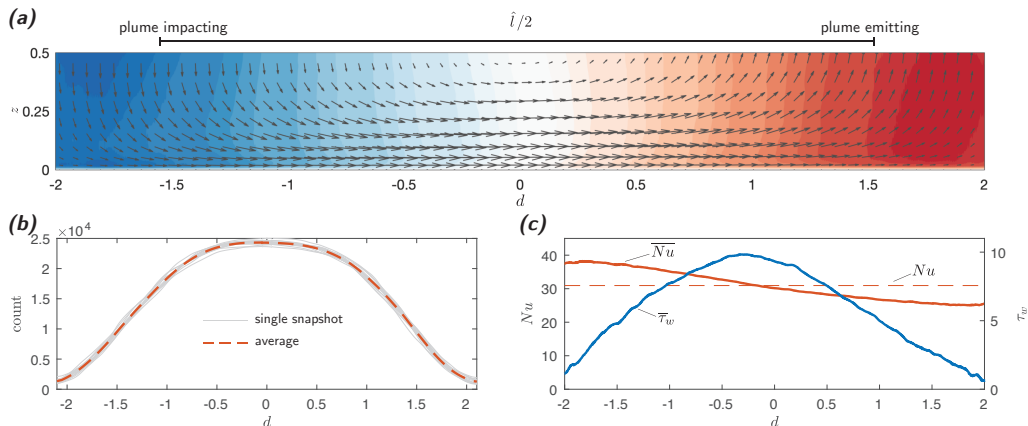 (a)
plume impacting
l̂/2
plume emitting
0.5
0.25
0
z
-2 -1.5 -1 -0.5 0 0.5 1 1.5 2
d
(b)
×10⁴
2.5
2
1.5
1
0.5
0
count
single snapshot
average
-2 -1.5 -1 -0.5 0 0.5 1 1.5 2
d
(c)
40
30
20
10
0
Nu
N̅u̅
Nu
τ̅w
10
5
0
τw
-2 -1.5 -1 -0.5 0 0.5 1 1.5 2
d